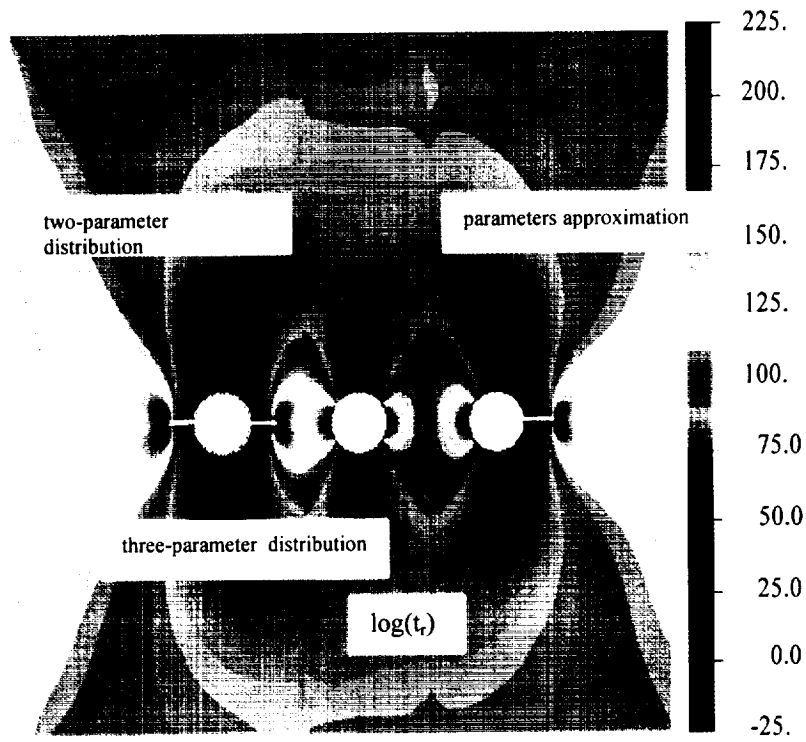 225.
200.
175.
two-parameter
distribution
parameters approximation
150.
125.
100.
75.0
50.0
three-parameter distribution
25.0
log(tr)
0.0
-25.